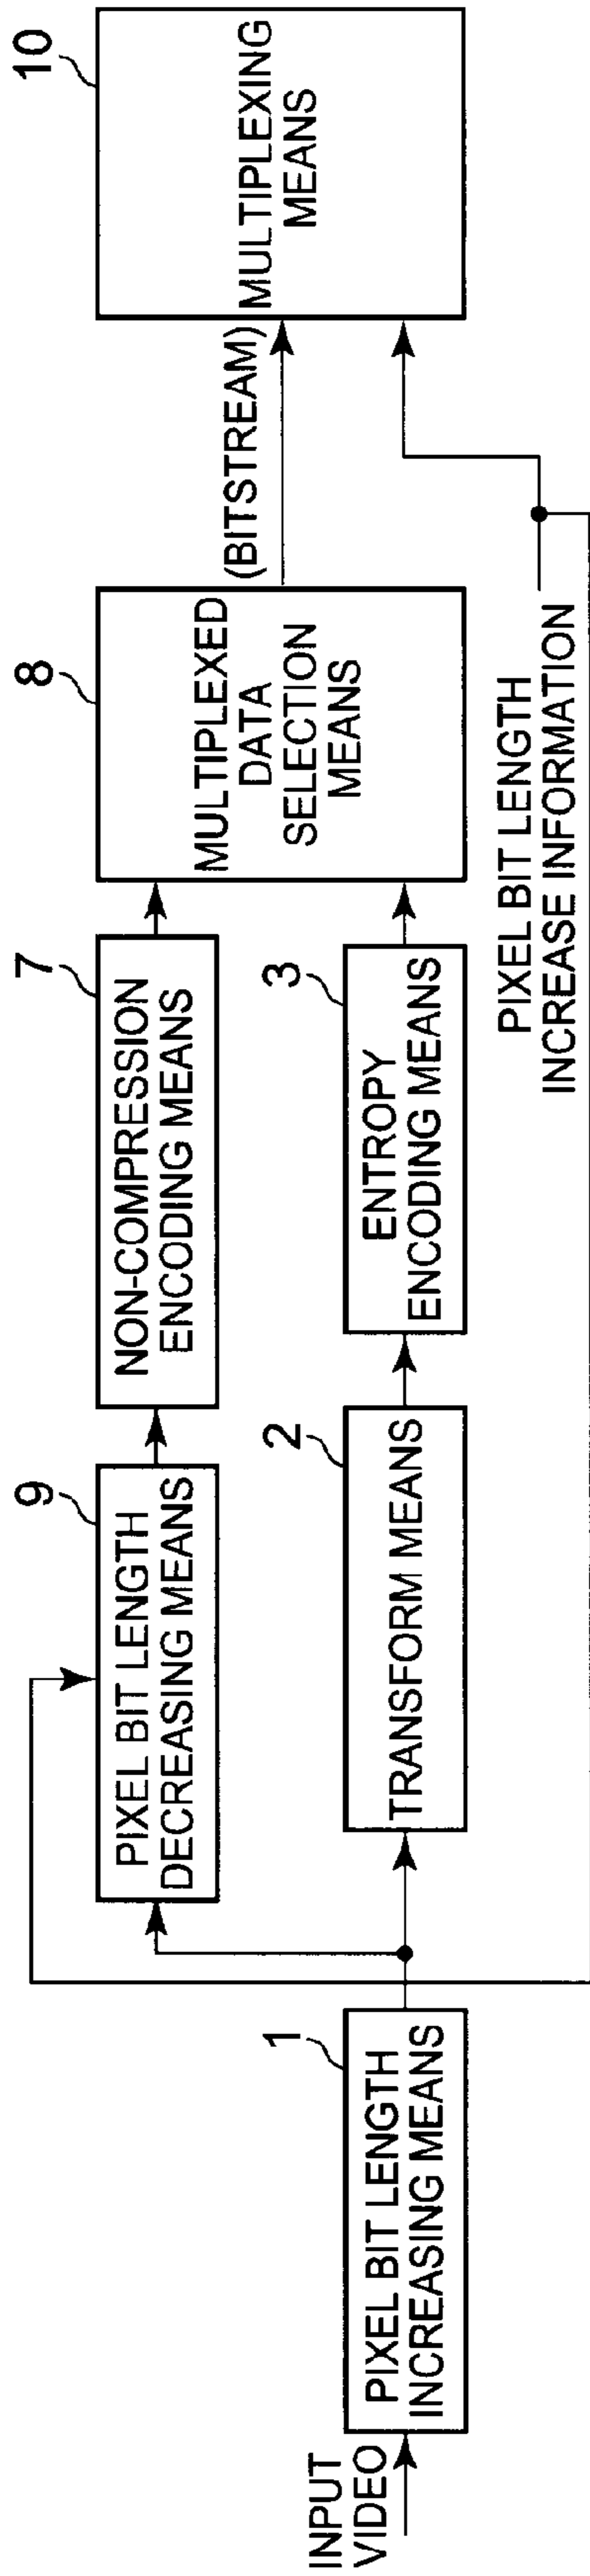 INPUT
VIDEO
1
PIXEL BIT LENGTH
INCREASING MEANS
9
PIXEL BIT LENGTH
DECREASING MEANS
7
NON-COMPRESSION
ENCODING MEANS
2
TRANSFORM MEANS
3
ENTROPY
ENCODING MEANS
8
MULTIPLEXED
DATA
SELECTION
MEANS
(BITSTREAM)
10
MULTIPLEXING
MEANS
PIXEL BIT LENGTH
INCREASE INFORMATION